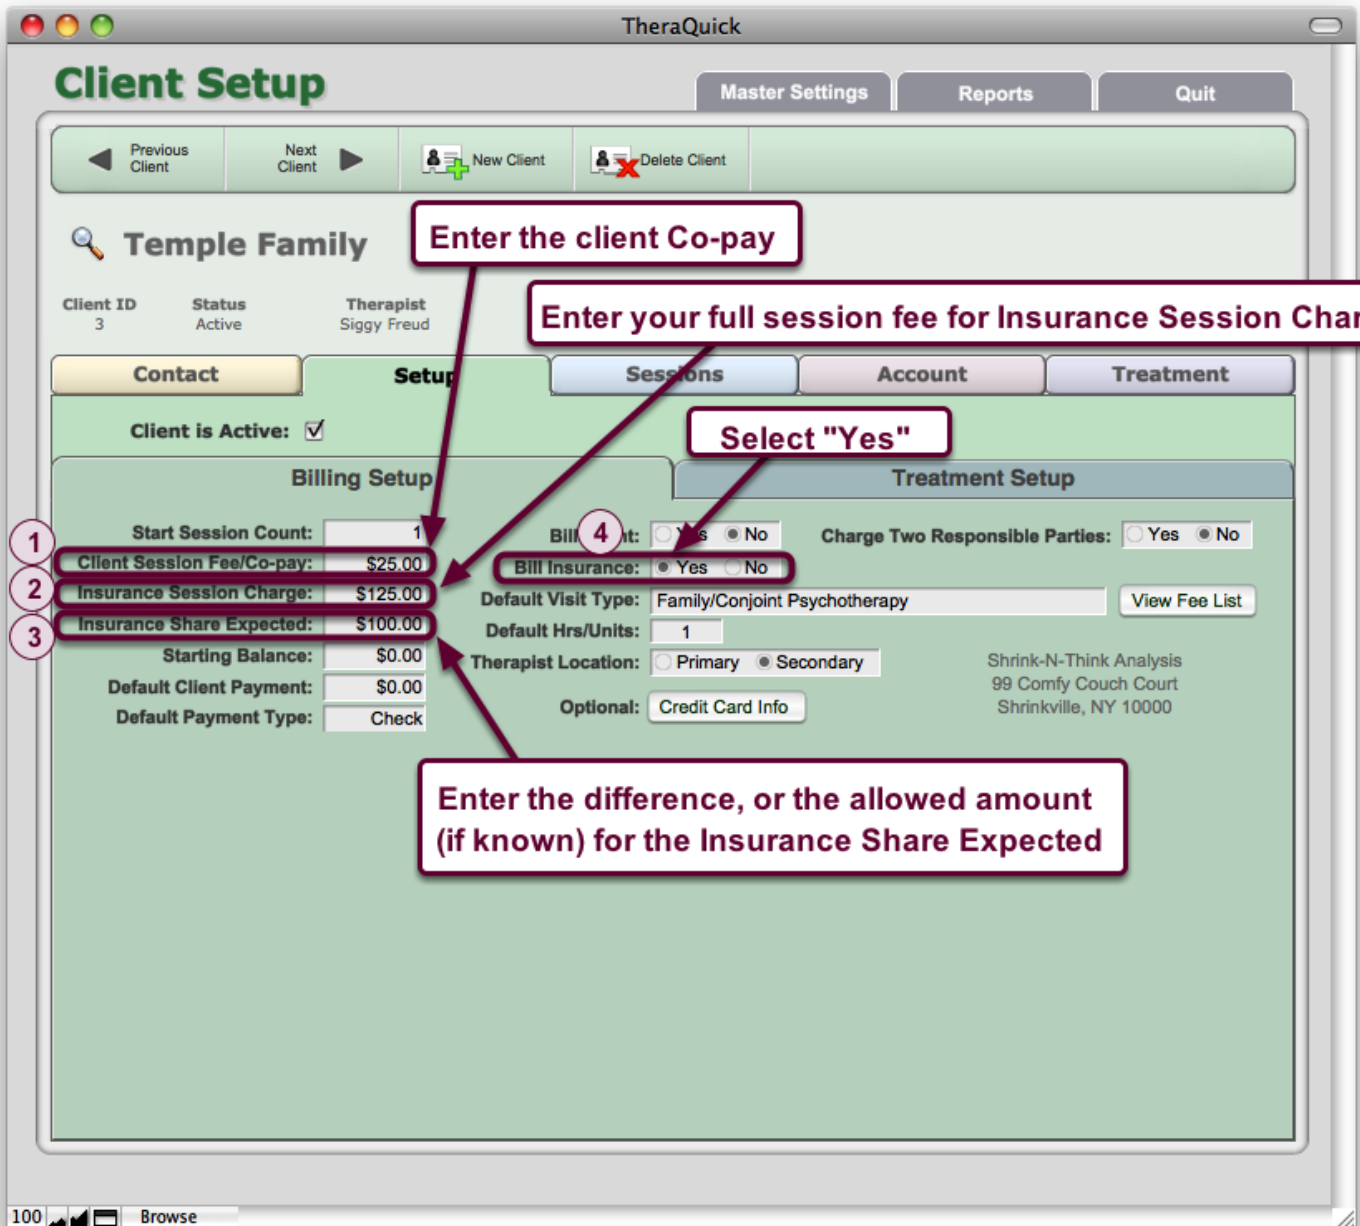 TheraQuick
Client Setup
Master Settings
Reports
Quit
Previous
Client
Next
Client
New Client
Delete Client
Temple Family
Enter the client Co-pay
Client ID
3
Status
Active
Therapist
Siggy Freud
Enter your full session fee for Insurance Session Char
Contact
Setup
Sessions
Account
Treatment
Client is Active:
Select "Yes"
Billing Setup
Treatment Setup
1
2
3
4
Start Session Count: 1
Client Session Fee/Co-pay: $25.00
Insurance Session Charge: $125.00
Insurance Share Expected: $100.00
Starting Balance: $0.00
Default Client Payment: $0.00
Default Payment Type: Check
Yes No
Bill Insurance: Yes No
Default Visit Type: Family/Conjoint Psychotherapy
View Fee List
Default Hrs/Units: 1
Therapist Location: Primary Secondary
Optional: Credit Card Info
Charge Two Responsible Parties: Yes No
Shrink-N-Think Analysis
99 Comfy Couch Court
Shrinkville, NY 10000
Enter the difference, or the allowed amount
(if known) for the Insurance Share Expected
100
Browse